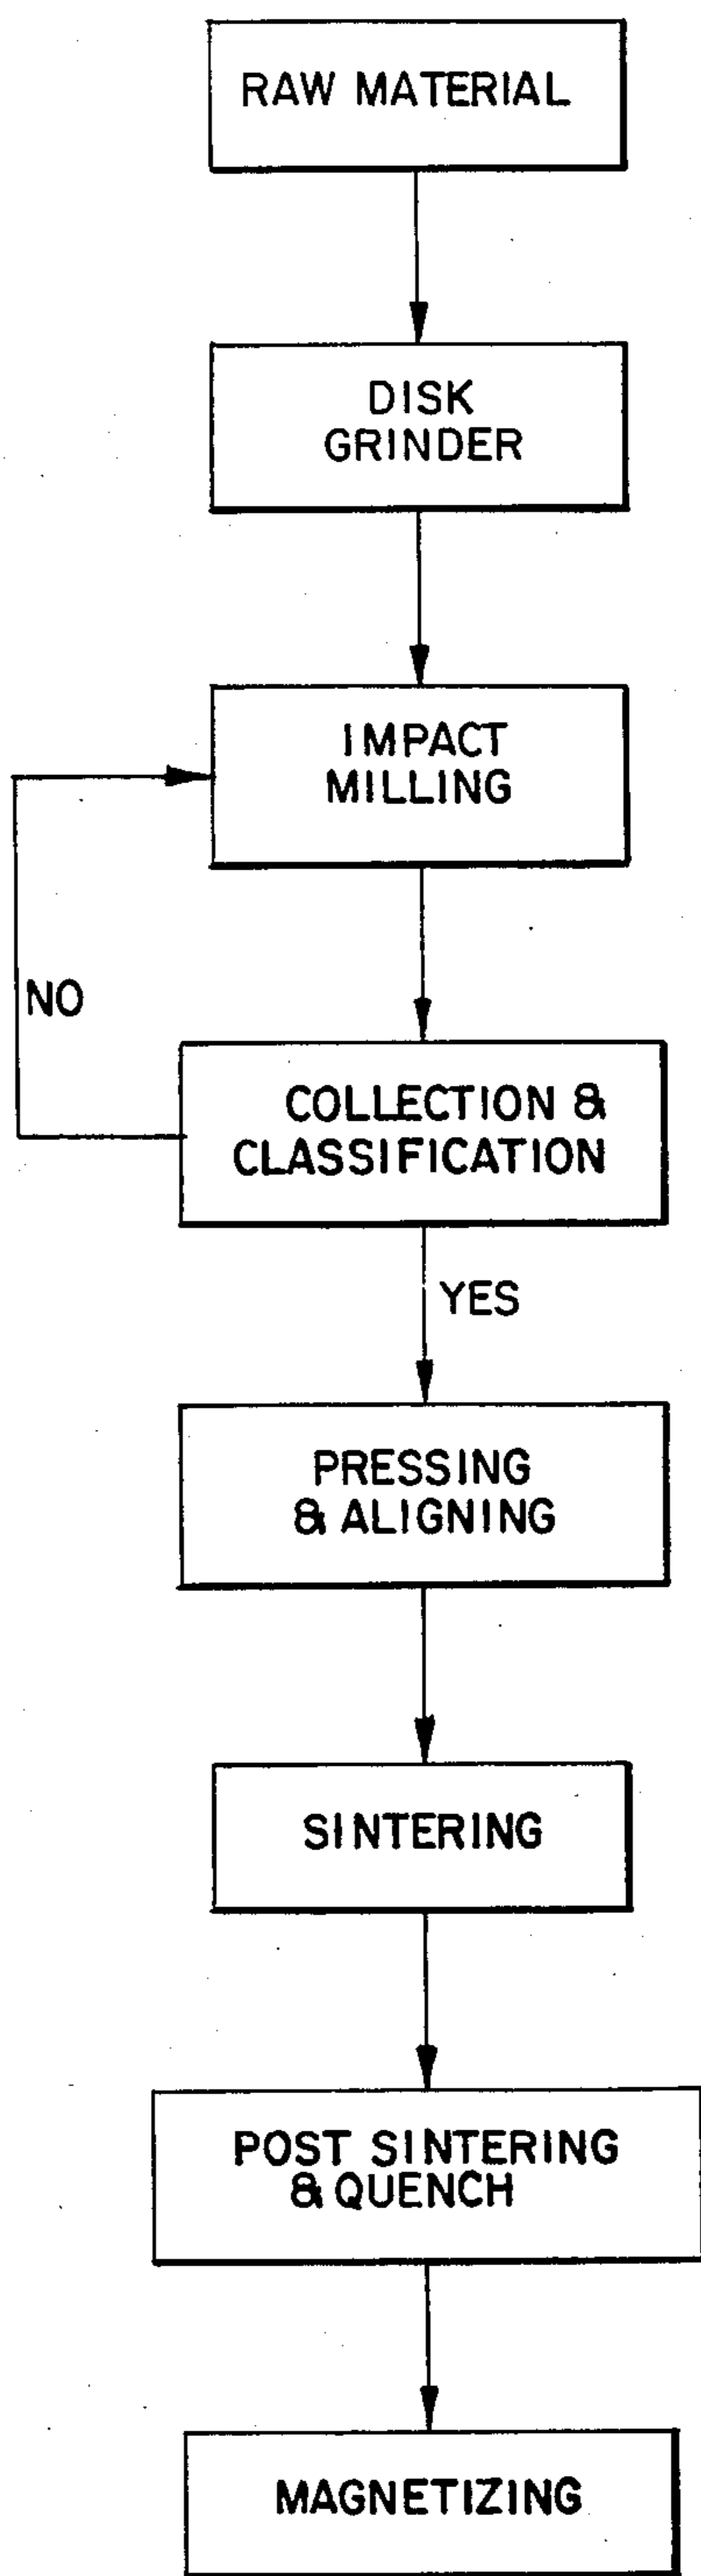 RAW MATERIAL
DISK
GRINDER
IMPACT
MILLING
NO
COLLECTION &
CLASSIFICATION
YES
PRESSING
& ALIGNING
SINTERING
POST SINTERING
& QUENCH
MAGNETIZING